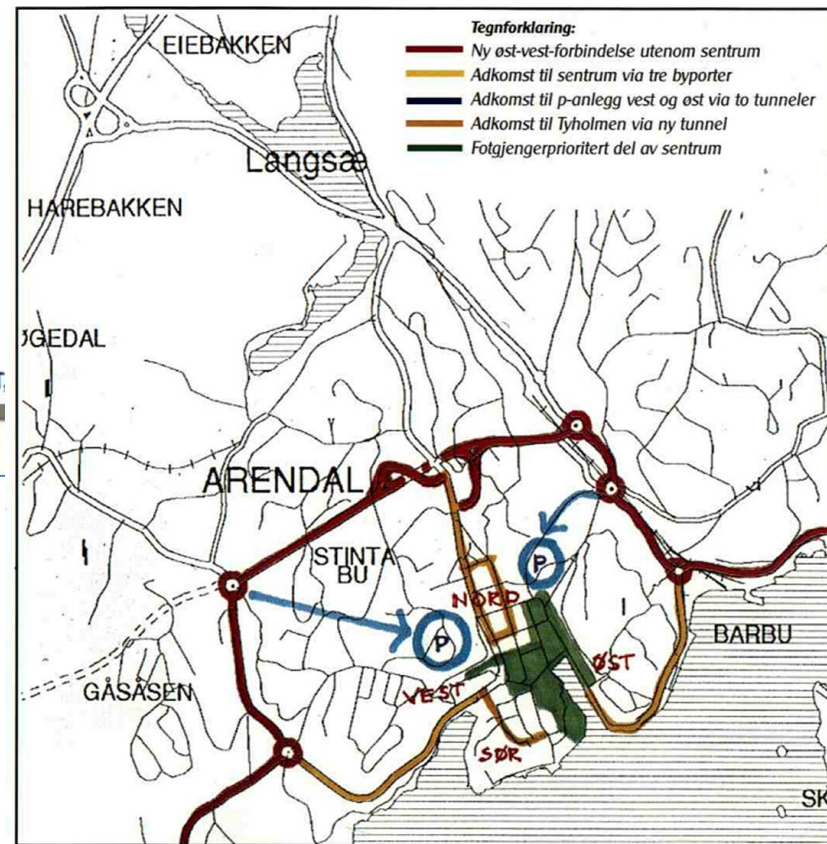 Tegnforklaring:
Ny øst-vest-forbindelse utenom sentrum
Adkomst til sentrum via tre byporter
Adkomst til p-anlegg vest og øst via to tunneler
Adkomst til Tyholmen via ny tunnel
Fotgjengerprioritert del av sentrum
EIEBAKKEN
Langsæ
HAREBAKKEN
ØGEDAL
ARENDAL
STINTA
BU
P
NORD
P
BARBU
ØST
VEST
GÅSÅSEN
SØR
SK